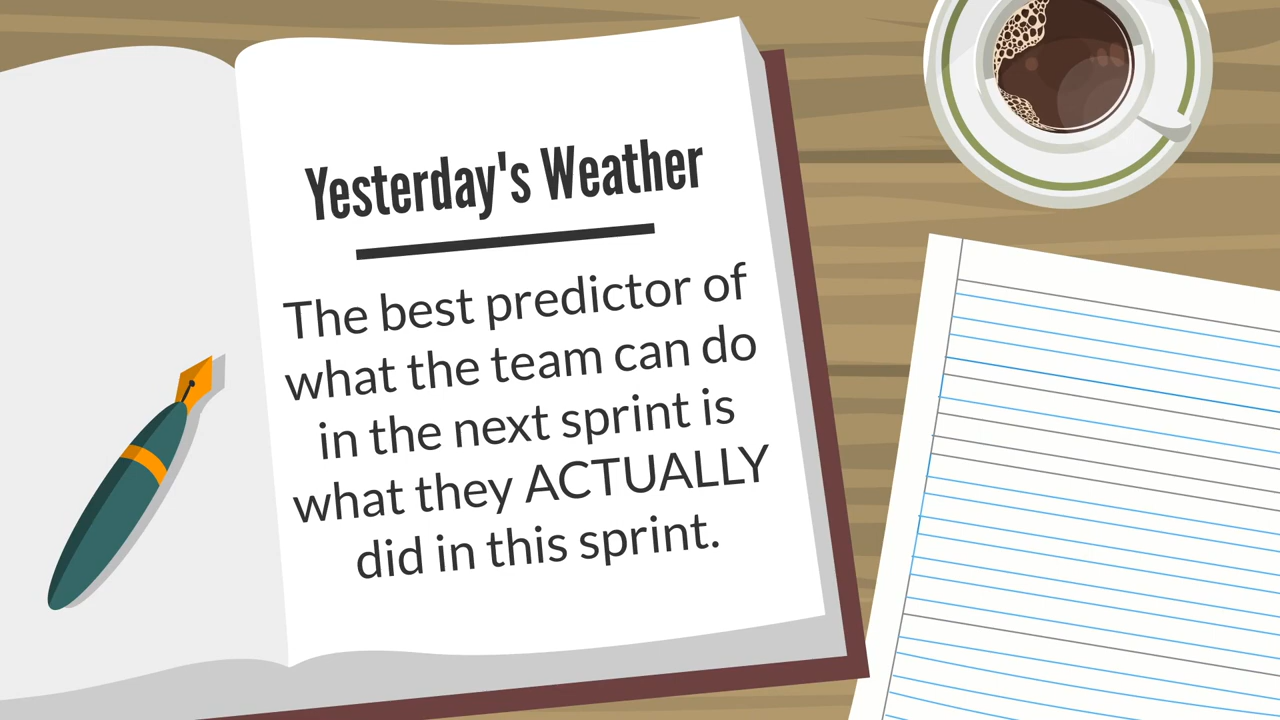 Yesterday's Weather
The best predictor of
what the team can do
in the next sprint is
what they ACTUALLY
did in this sprint.